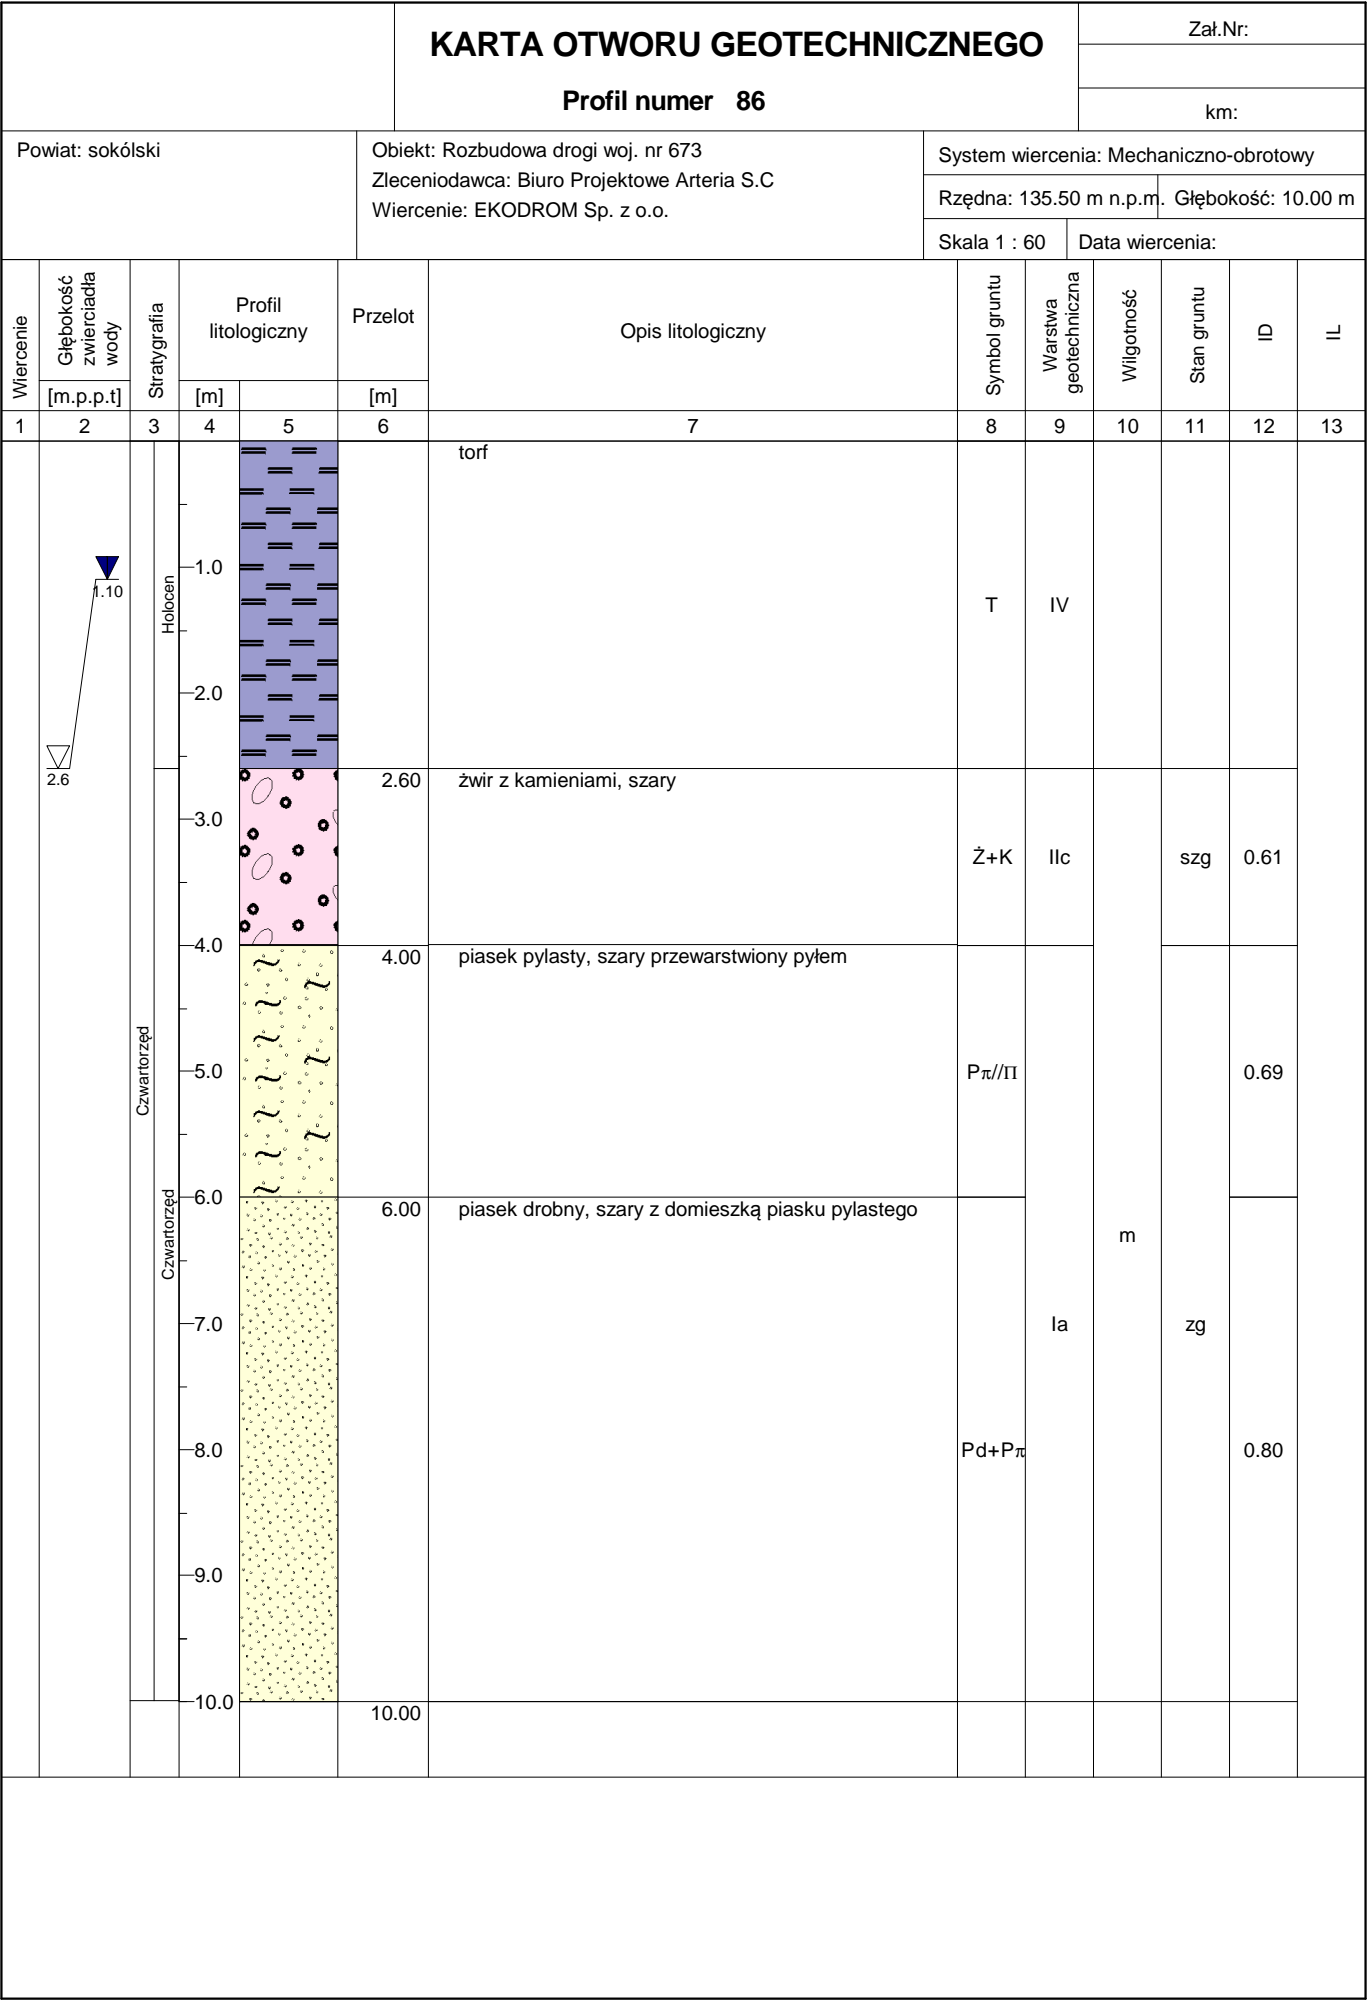 KARTA OTWORU GEOTECHNICZNEGO
Profil numer 86
Zał.Nr:
km:
Powiat: sokólski
Obiekt: Rozbudowa drogi woj. nr 673
Zleceniodawca: Biuro Projektowe Arteria S.C
Wiercenie: EKODROM Sp. z o.o.
System wiercenia: Mechaniczno-obrotowy
Rzędna: 135.50 m n.p.m. Głębokość: 10.00 m
Skala 1 : 60 Data wiercenia:
Wiercenie
Głębokość
zwierciadła
wody
[m.p.p.t]
Stratygrafia
Profil
litologiczny
[m]
Przelot
[m]
Opis litologiczny
Symbol gruntu
Warstwa
geotechniczna
Wilgotność
Stan gruntu
ID
IL
1 2 3 4 5 6 7 8 9 10 11 12 13
torf
1.0
1.10
Holocen
T IV
2.0
2.6
2.60 żwir z kamieniami, szary
3.0
Ż+K IIc szg 0.61
4.0
4.00 piasek pylasty, szary przewarstwiony pyłem
Czwartorzęd
5.0
Pπ//Π 0.69
6.0
6.00 piasek drobny, szary z domieszką piasku pylastego
Czwartorzęd
m
7.0
Ia zg
8.0
Pd+Pπ 0.80
9.0
10.0
10.00